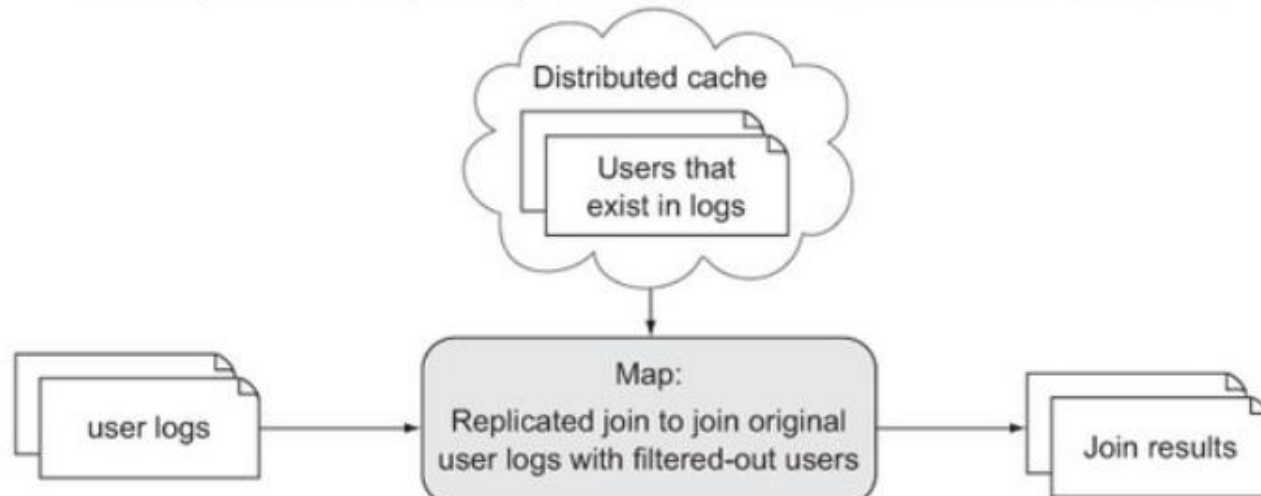 Distributed cache
Users that
exist in logs
Map:
Replicated join to join original
user logs with filtered-out users
user logs
Join results